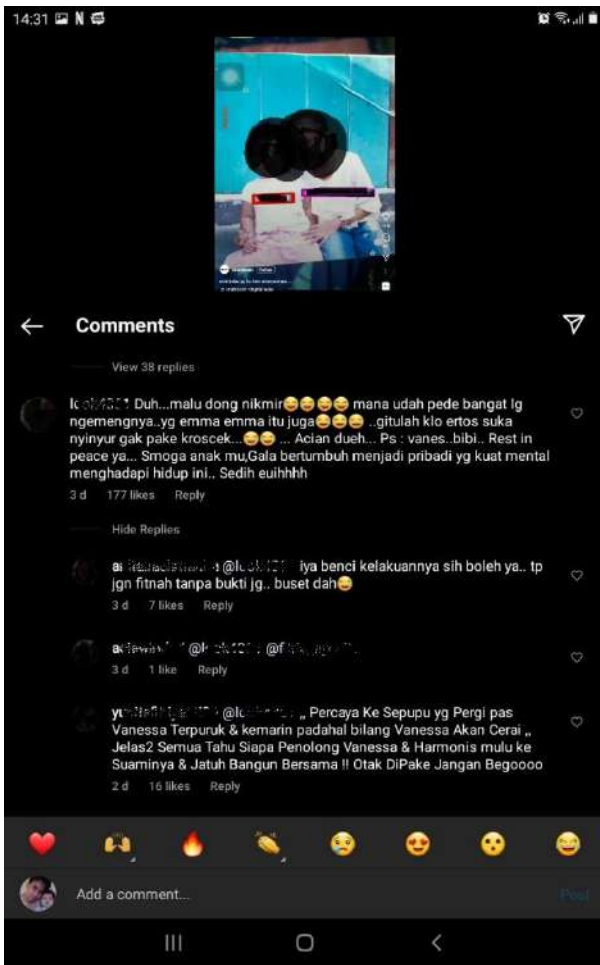 14:31
Comments
View 38 replies
Duh...malu dong nikmir😂😂😂😂 mana udah pede bangat lg
ngemengnya..yg emma emma itu juga😂😂😂 ..gitulah klo ertos suka
nyinyur gak pake kroscek...😂😂 ... Acian dueh... Ps : vanes..bibi.. Rest in
peace ya... Smoga anak mu,Gala bertumbuh menjadi pribadi yg kuat mental
menghadapi hidup ini.. Sedih euihhhh
3 d 177 likes Reply
Hide Replies
iya benci kelakuannya sih boleh ya.. tp
jgn fitnah tanpa bukti jg.. buset dah😂
3 d 7 likes Reply
3 d 1 like Reply
,, Percaya Ke Sepupu yg Pergi pas
Vanessa Terpuruk & kemarin padahal bilang Vanessa Akan Cerai ,,
Jelas2 Semua Tahu Siapa Penolong Vanessa & Harmonis mulu ke
Suaminya & Jatuh Bangun Bersama !! Otak DiPake Jangan Begoooo
2 d 16 likes Reply
Add a comment...
Post